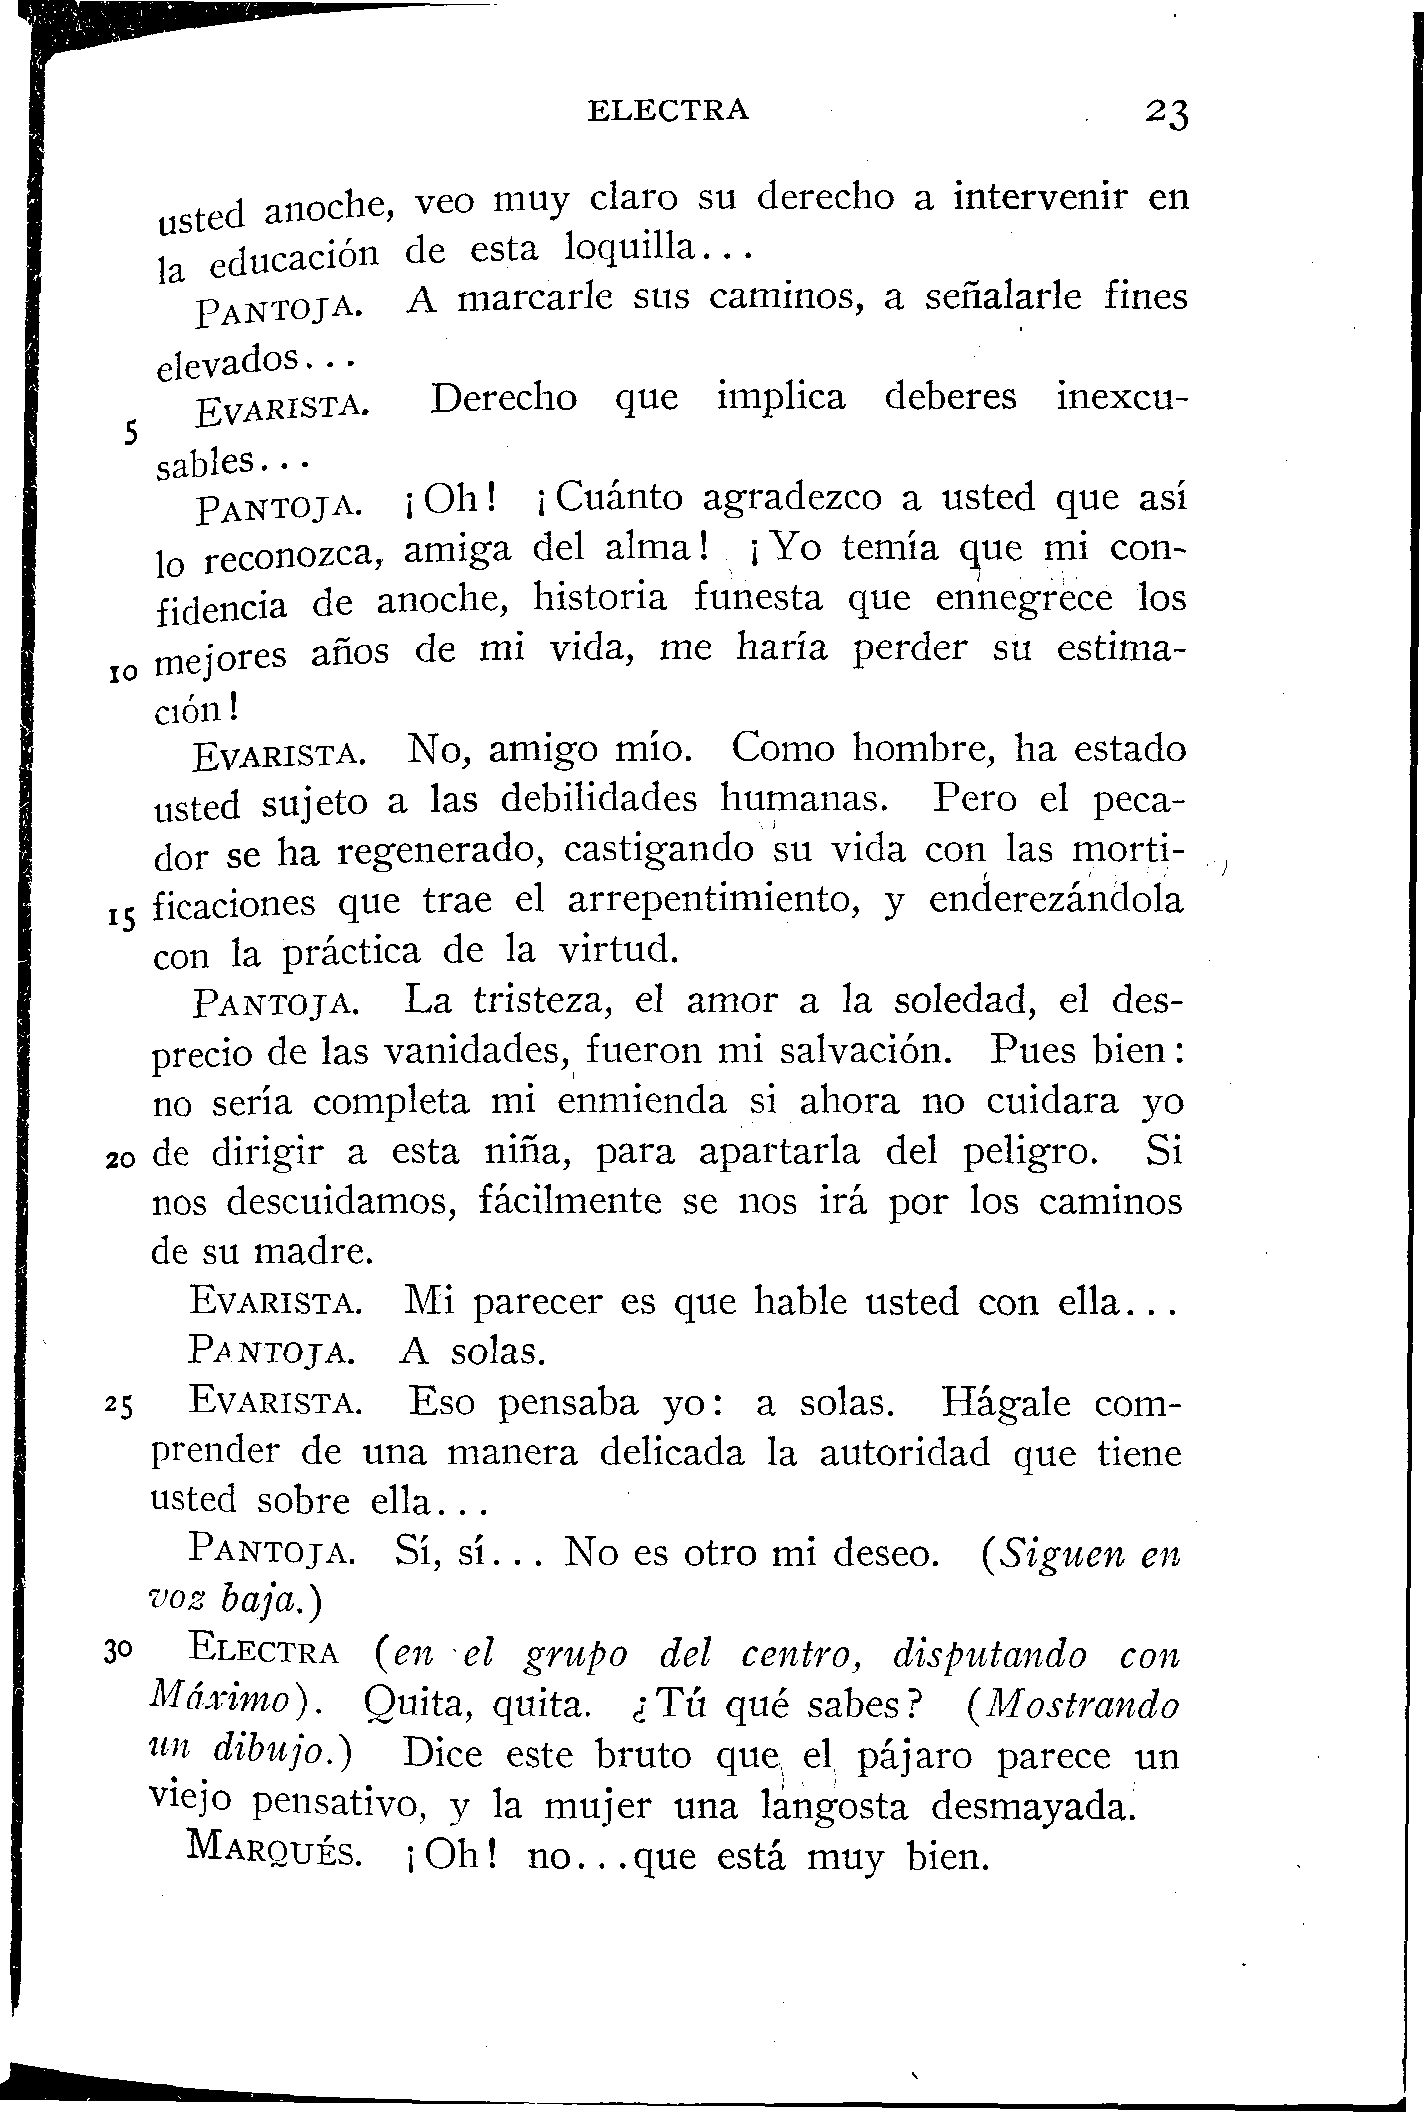 ELECTRA 23
usted anoche, veo muy claro su derecho a intervenir en
la educación de esta loquilla...
PANTOJA. A marcarle sus caminos, a señalarle fines
elevados...
5 EVARISTA. Derecho que implica deberes inexcu-
sables...
PANTOJA. ¡Oh! ¡Cuánto agradezco a usted que así
lo reconozca, amiga del alma! ¡Yo temía que mi con-
fidencia de anoche, historia funesta que ennegrece los
10 mejores años de mi vida, me haría perder su estima-
ción!
EVARISTA. No, amigo mío. Como hombre, ha estado
usted sujeto a las debilidades humanas. Pero el peca-
dor se ha regenerado, castigando su vida con las morti-
15 ficaciones que trae el arrepentimiento, y enderezándola
con la práctica de la virtud.
PANTOJA. La tristeza, el amor a la soledad, el des-
precio de las vanidades, fueron mi salvación. Pues bien:
no sería completa mi enmienda si ahora no cuidara yo
20 de dirigir a esta niña, para apartarla del peligro. Si
nos descuidamos, fácilmente se nos irá por los caminos
de su madre.
EVARISTA. Mi parecer es que hable usted con ella...
PANTOJA. A solas.
25 EVARISTA. Eso pensaba yo: a solas. Hágale com-
prender de una manera delicada la autoridad que tiene
usted sobre ella...
PANTOJA. Sí, sí... No es otro mi deseo. (Siguen en
voz baja.)
30 ELECTRA (en el grupo del centro, disputando con
Máximo). Quita, quita. ¿Tú qué sabes? (Mostrando
un dibujo.) Dice este bruto que el pájaro parece un
viejo pensativo, y la mujer una langosta desmayada.
MARQUÉS. ¡Oh! no...que está muy bien.